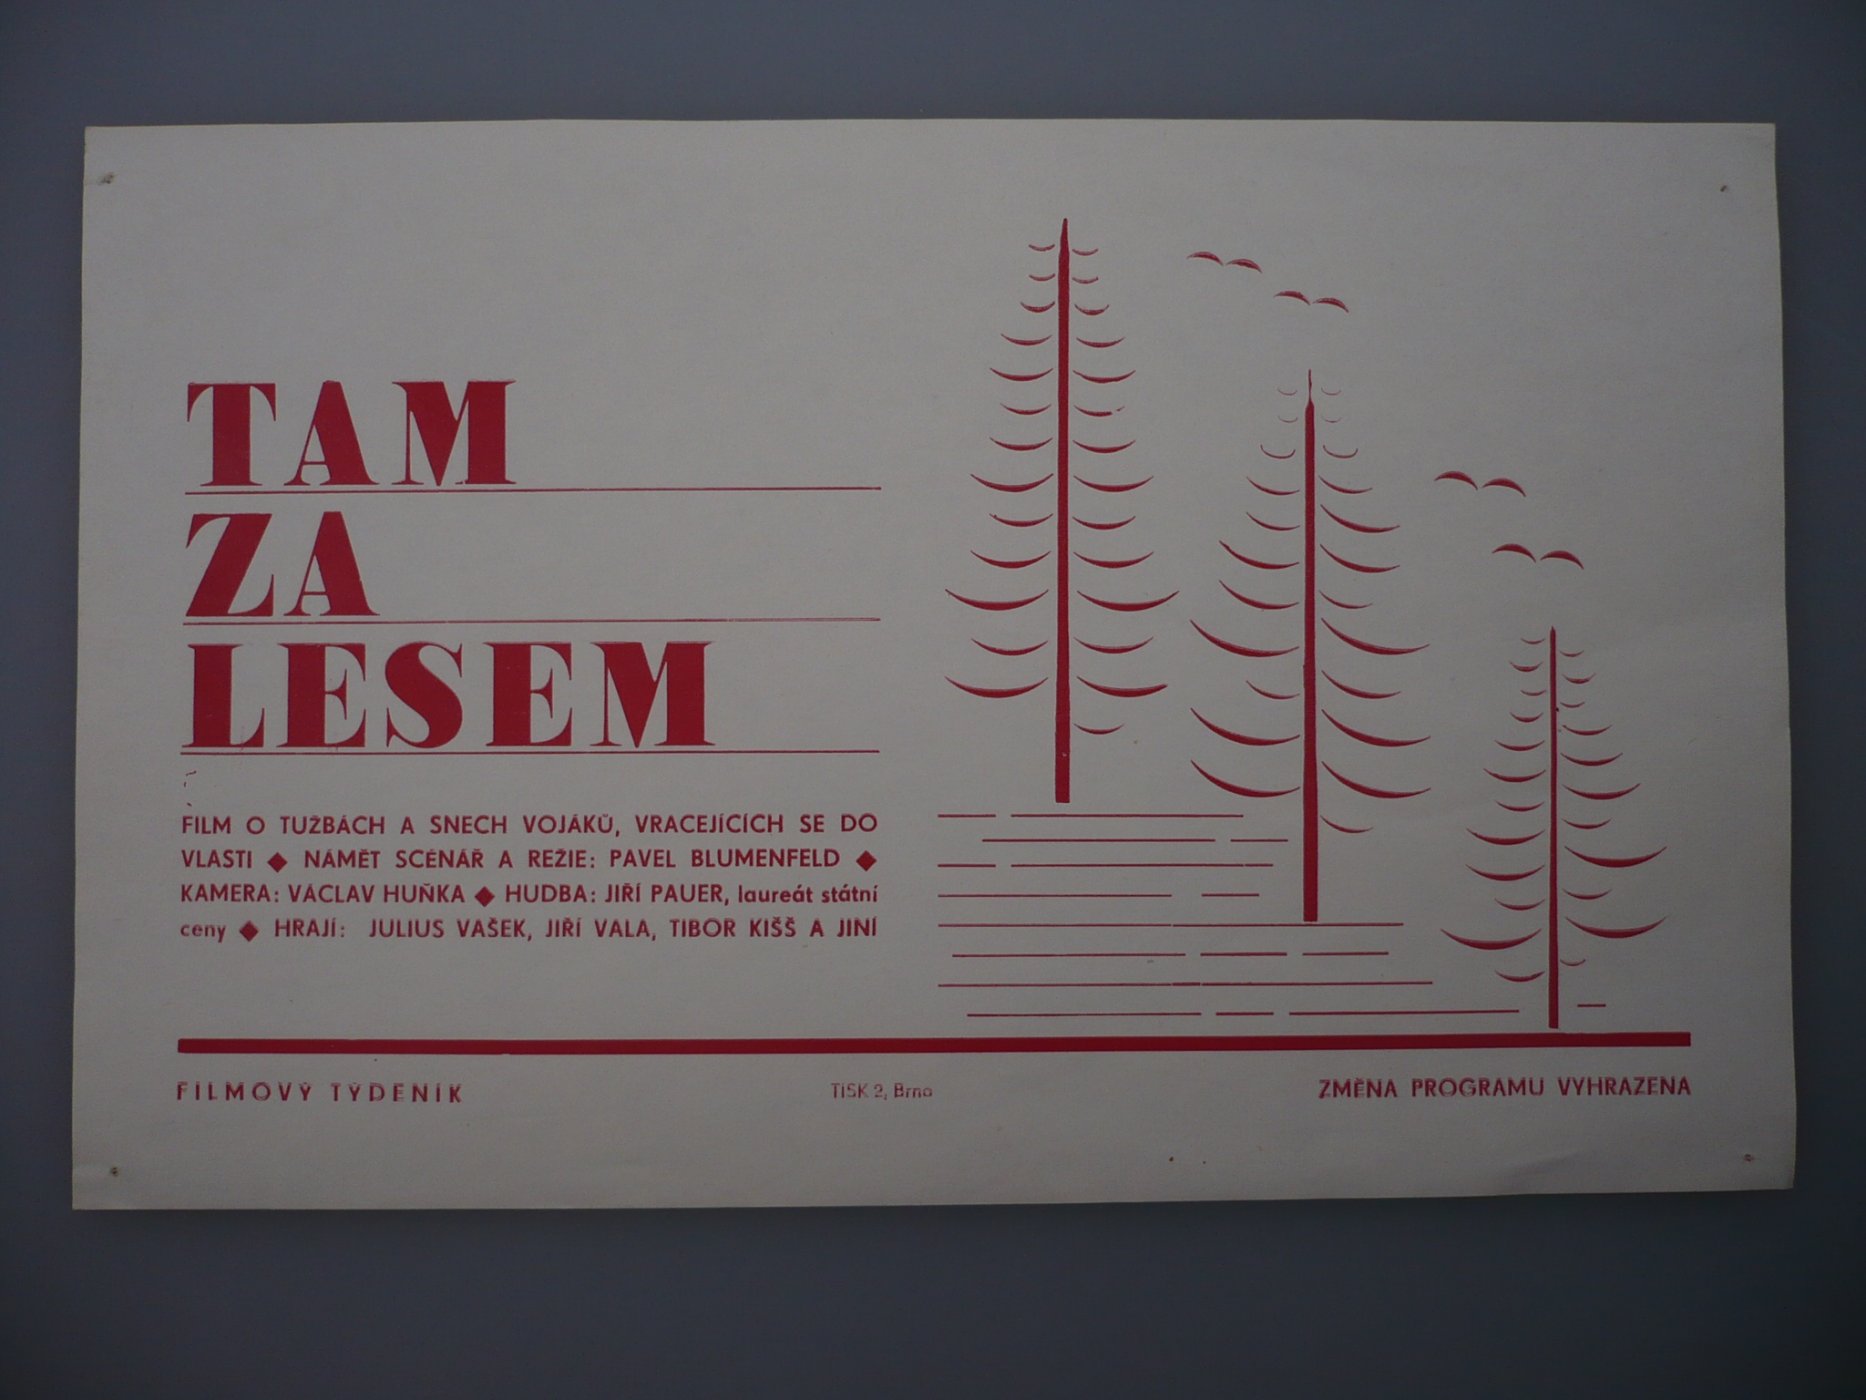 TAM
ZA
LESEM
FILM O TUŽBÁCH A SNECH VOJÁKŮ, VRACEJÍCÍCH SE DO
VLASTI ◆ NÁMĚT SCÉNÁŘ A REŽIE: PAVEL BLUMENFELD ◆
KAMERA: VÁCLAV HUŇKA ◆ HUDBA: JIŘÍ PAUER, laureát státní
ceny ◆ HRAJÍ: JULIUS VAŠEK, JIŘÍ VALA, TIBOR KIŠŠ A JINÍ
FILMOVÝ TÝDENÍK
TISK 2, Brno
ZMĚNA PROGRAMU VYHRAZENA